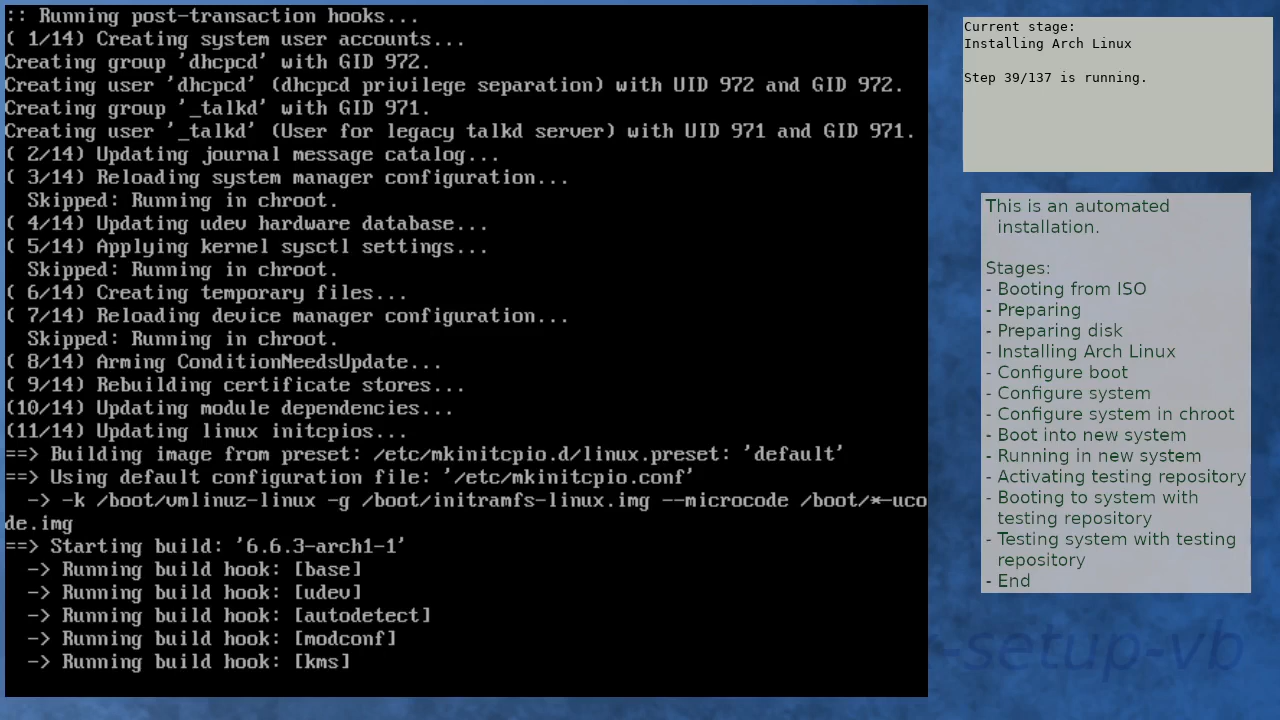 :: Running post-transaction hooks...
( 1/14) Creating system user accounts...
Creating group 'dhcpcd' with GID 972.
Creating user 'dhcpcd' (dhcpcd privilege separation) with UID 972 and GID 972.
Creating group '_talkd' with GID 971.
Creating user '_talkd' (User for legacy talkd server) with UID 971 and GID 971.
( 2/14) Updating journal message catalog...
( 3/14) Reloading system manager configuration...
  Skipped: Running in chroot.
( 4/14) Updating udev hardware database...
( 5/14) Applying kernel sysctl settings...
  Skipped: Running in chroot.
( 6/14) Creating temporary files...
( 7/14) Reloading device manager configuration...
  Skipped: Running in chroot.
( 8/14) Arming ConditionNeedsUpdate...
( 9/14) Rebuilding certificate stores...
(10/14) Updating module dependencies...
(11/14) Updating linux initcpios...
==> Building image from preset: /etc/mkinitcpio.d/linux.preset: 'default'
==> Using default configuration file: '/etc/mkinitcpio.conf'
  -> -k /boot/vmlinuz-linux -g /boot/initramfs-linux.img --microcode /boot/*-uco
de.img
==> Starting build: '6.6.3-arch1-1'
  -> Running build hook: [base]
  -> Running build hook: [udev]
  -> Running build hook: [autodetect]
  -> Running build hook: [modconf]
  -> Running build hook: [kms]
Current stage:
Installing Arch Linux
Step 39/137 is running.
This is an automated
installation.
Stages:
- Booting from ISO
- Preparing
- Preparing disk
- Installing Arch Linux
- Configure boot
- Configure system
- Configure system in chroot
- Boot into new system
- Running in new system
- Activating testing repository
- Booting to system with
testing repository
- Testing system with testing
repository
- End
-setup-vb